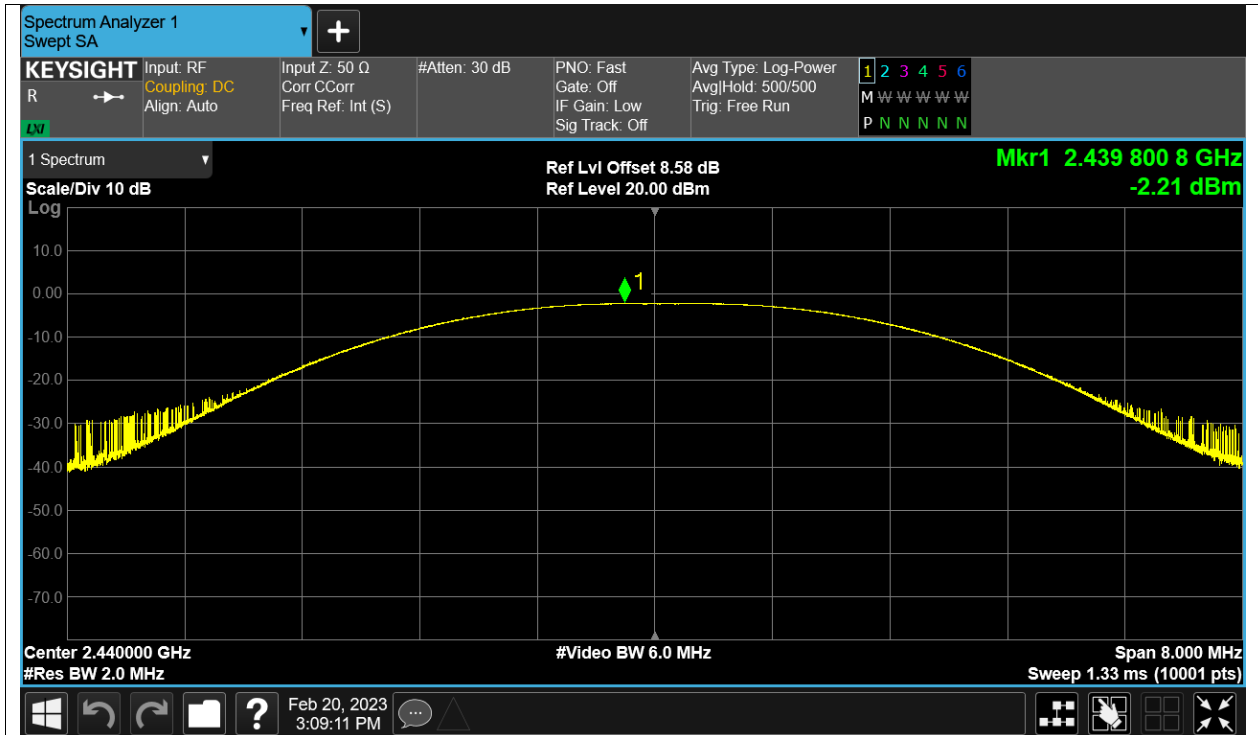 Spectrum Analyzer 1
Swept SA
+
KEYSIGHT
R
LXI
Input: RF
Coupling: DC
Align: Auto
Input Z: 50 Ω
Corr CCorr
Freq Ref: Int (S)
#Atten: 30 dB
PNO: Fast
Gate: Off
IF Gain: Low
Sig Track: Off
Avg Type: Log-Power
Avg|Hold: 500/500
Trig: Free Run
1 2 3 4 5 6
M W W W W W
P N N N N N
1 Spectrum
Scale/Div 10 dB
Log
Ref Lvl Offset 8.58 dB
Ref Level 20.00 dBm
Mkr1 2.439 800 8 GHz
-2.21 dBm
1
10.0
0.00
-10.0
-20.0
-30.0
-40.0
-50.0
-60.0
-70.0
Center 2.440000 GHz
#Res BW 2.0 MHz
#Video BW 6.0 MHz
Span 8.000 MHz
Sweep 1.33 ms (10001 pts)
?
Feb 20, 2023
3:09:11 PM